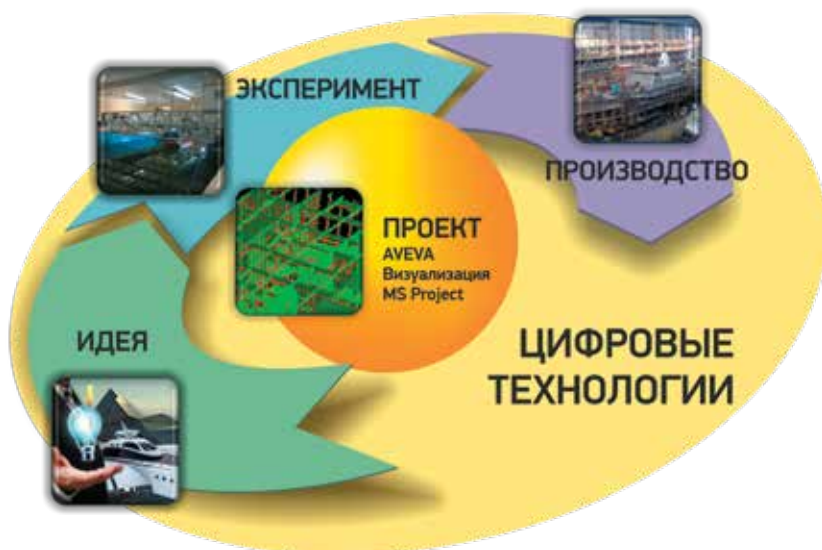 ЭКСПЕРИМЕНТ
ПРОИЗВОДСТВО
ПРОЕКТ
AVEVA
Визуализация
MS Project
ИДЕЯ
ЦИФРОВЫЕ
ТЕХНОЛОГИИ